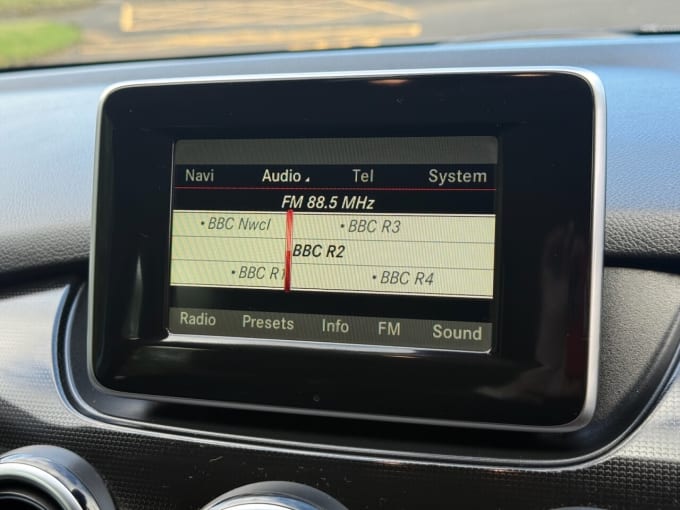 Navi Audio Tel System
FM 88.5 MHz
• BBC Nwcl • BBC R3
BBC R2
• BBC R1 • BBC R4
Radio Presets Info FM Sound